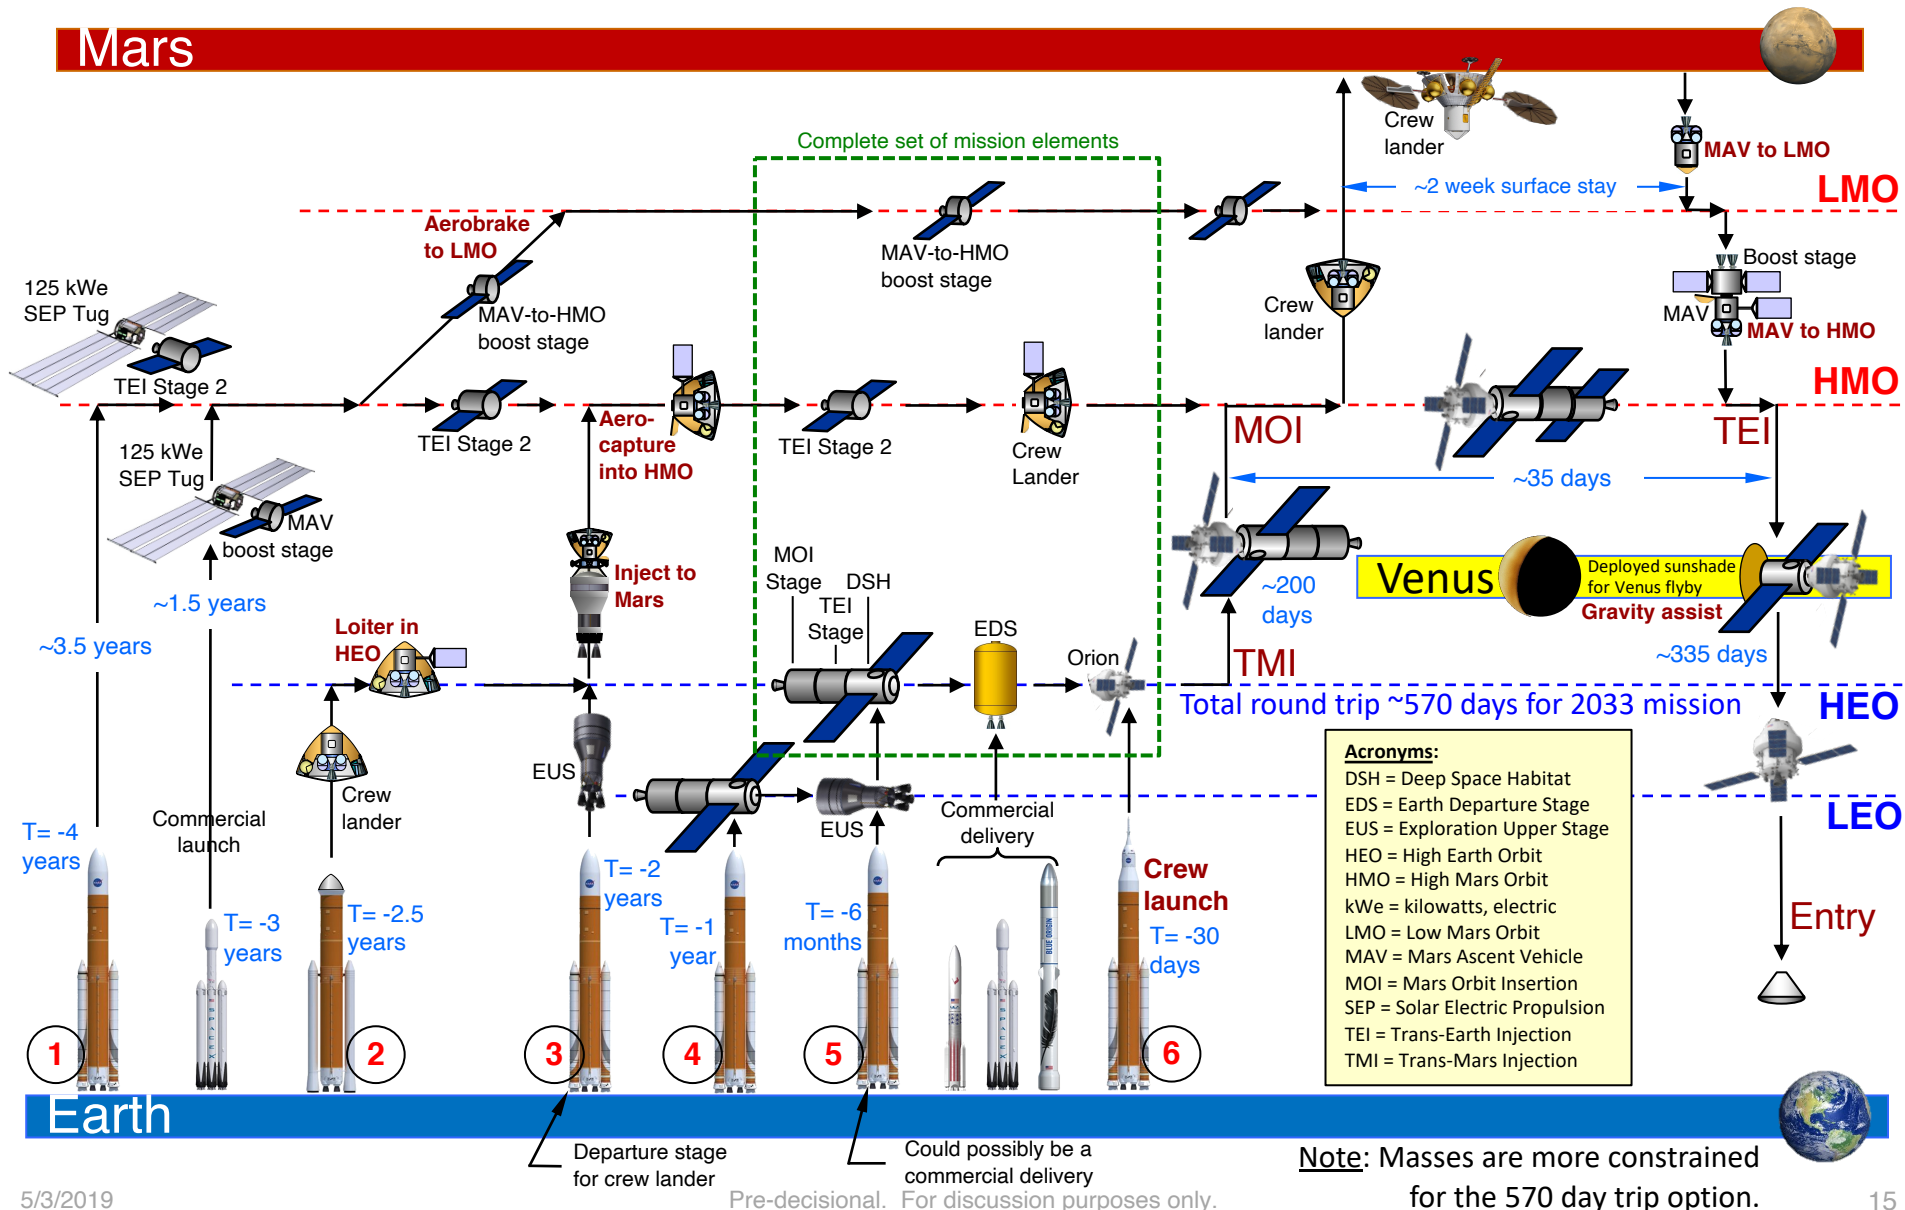 Mars
Complete set of mission elements
Crew
lander
MAV to LMO
~2 week surface stay
LMO
Aerobrake
to LMO
MAV-to-HMO
boost stage
MAV-to-HMO
boost stage
125 kWe
SEP Tug
TEI Stage 2
Crew
lander
Boost stage
MAV
MAV to HMO
HMO
TEI Stage 2
Aero-
capture
into HMO
TEI Stage 2
Crew
Lander
MOI
TEI
~35 days
125 kWe
SEP Tug
MAV
boost stage
~1.5 years
~3.5 years
Inject to
Mars
Loiter in
HEO
MOI
Stage
TEI
Stage
DSH
EDS
Orion
~200
days
TMI
Venus
Deployed sunshade
for Venus flyby
Gravity assist
~335 days
Total round trip ~570 days for 2033 mission
HEO
Crew
lander
EUS
EUS
Commercial
launch
Commercial
delivery
LEO
T= -4
years
T= -3
years
T= -2.5
years
T= -2
years
T= -1
year
T= -6
months
Crew
launch
T= -30
days
SPACEX
BLUE ORIGIN
Acronyms:
DSH = Deep Space Habitat
EDS = Earth Departure Stage
EUS = Exploration Upper Stage
HEO = High Earth Orbit
HMO = High Mars Orbit
kWe = kilowatts, electric
LMO = Low Mars Orbit
MAV = Mars Ascent Vehicle
MOI = Mars Orbit Insertion
SEP = Solar Electric Propulsion
TEI = Trans-Earth Injection
TMI = Trans-Mars Injection
Entry
1
2
3
4
5
6
Earth
Departure stage
for crew lander
Could possibly be a
commercial delivery
Note: Masses are more constrained
for the 570 day trip option.
5/3/2019
Pre-decisional. For discussion purposes only.
15